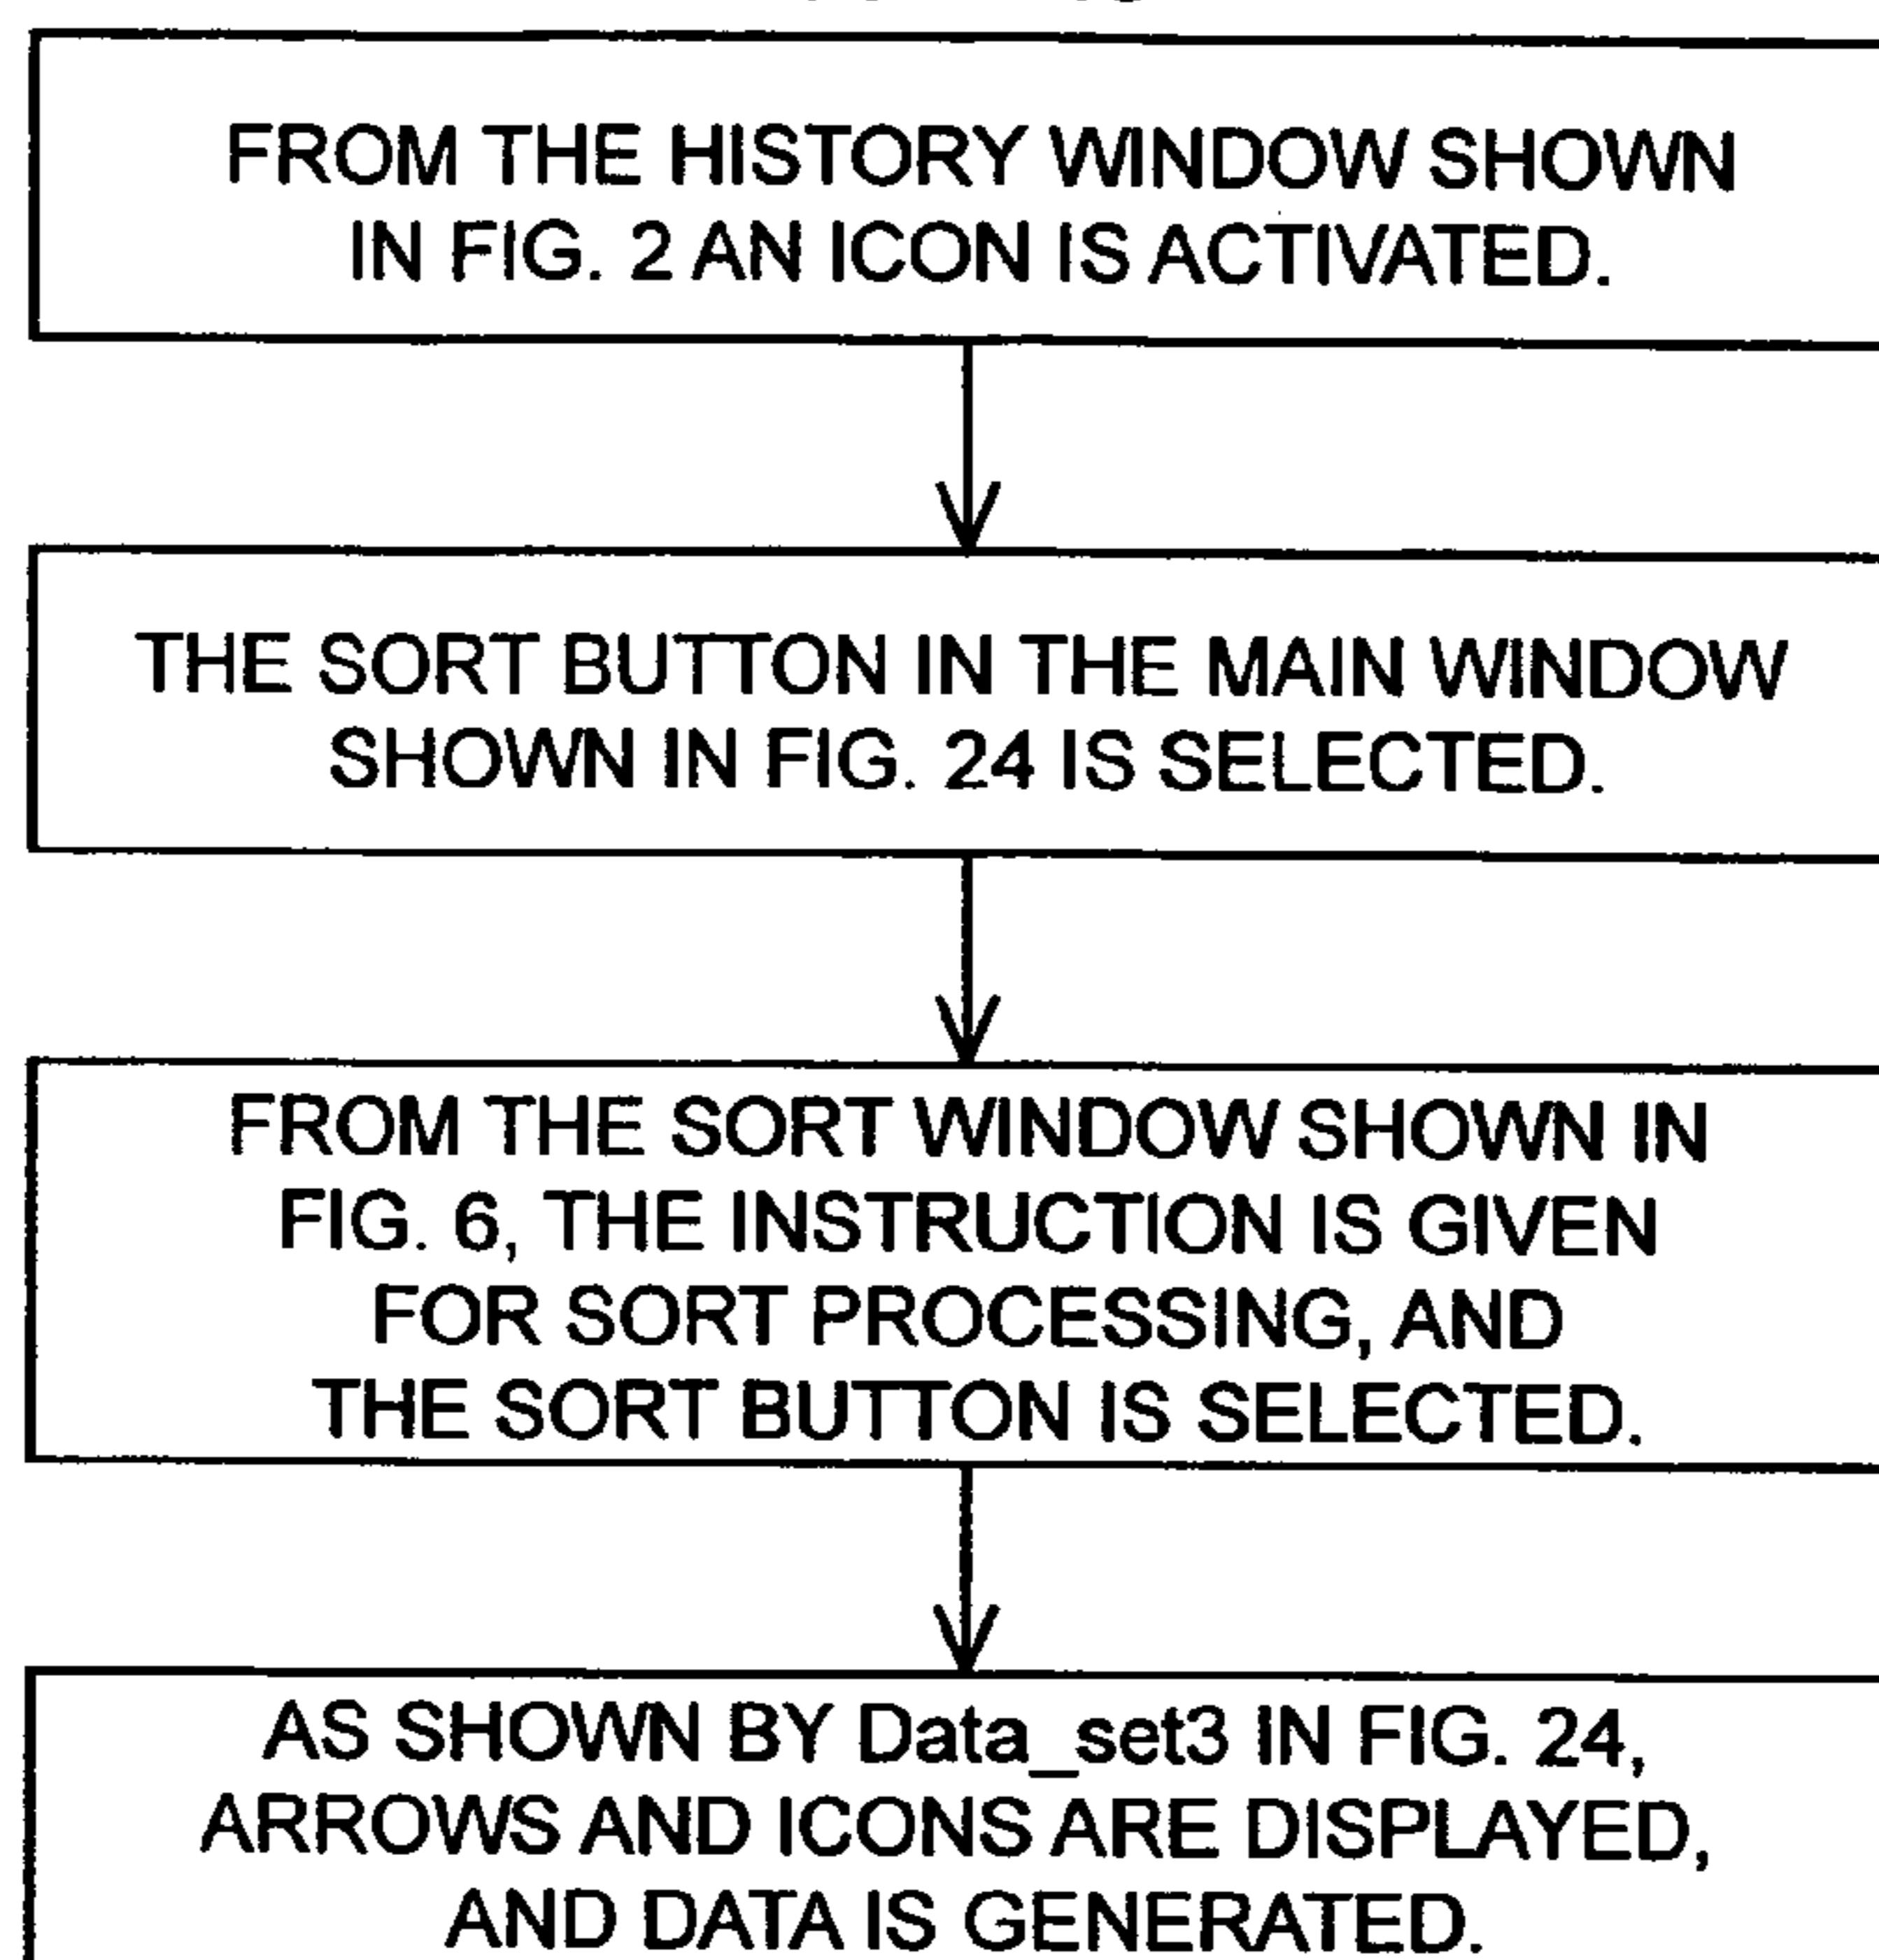 FROM THE HISTORY WINDOW SHOWN
IN FIG. 2 AN ICON IS ACTIVATED.
THE SORT BUTTON IN THE MAIN WINDOW
SHOWN IN FIG. 24 IS SELECTED.
FROM THE SORT WINDOW SHOWN IN
FIG. 6, THE INSTRUCTION IS GIVEN
FOR SORT PROCESSING, AND
THE SORT BUTTON IS SELECTED.
AS SHOWN BY Data_set3 IN FIG. 24,
ARROWS AND ICONS ARE DISPLAYED,
AND DATA IS GENERATED.